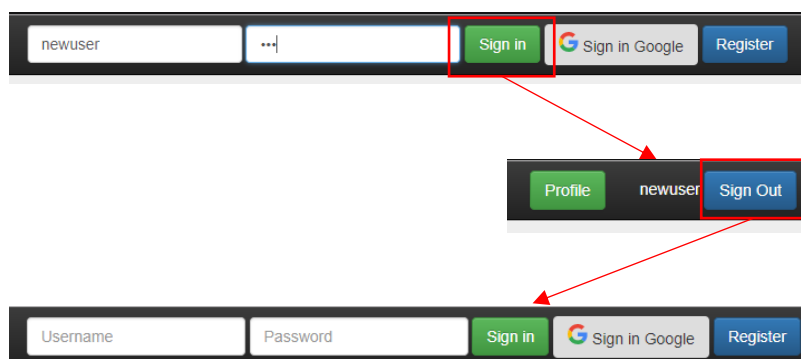 newuser ••• Sign in Sign in Google Register
Profile newuser Sign Out
Username Password Sign in Sign in Google Register